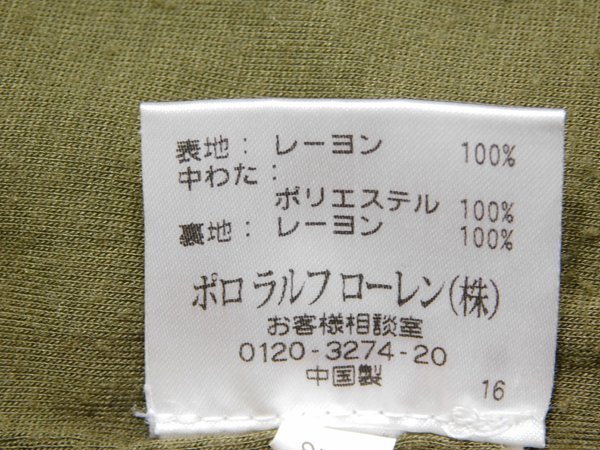 表地： レーヨン 100%
中わた：
ポリエステル 100%
裏地： レーヨン 100%
ポロ ラルフ ローレン(株)
お客様相談室
0120-3274-20
中国製
16